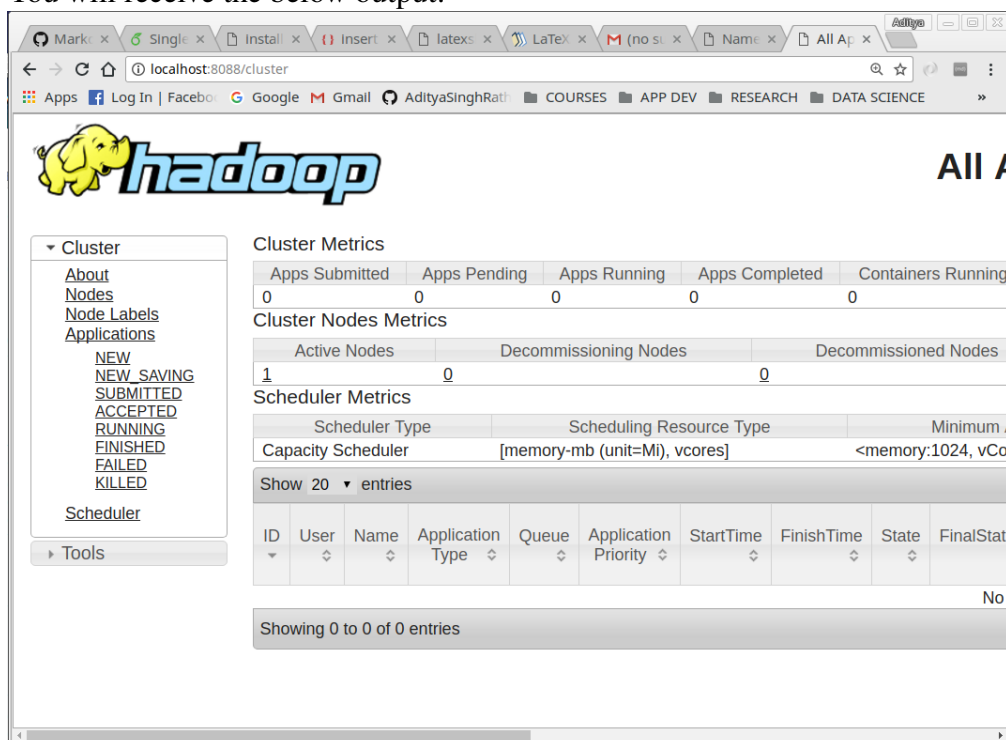 You will receive the below output.
Aditya
Markd Single Install Insert latexs LaTeX M (no su Name All Ap
localhost:8088/cluster
Apps Log In | Facebo Google Gmail AdityaSinghRath COURSES APP DEV RESEARCH DATA SCIENCE »
hadoop
All A
Cluster
About
Nodes
Node Labels
Applications
NEW
NEW_SAVING
SUBMITTED
ACCEPTED
RUNNING
FINISHED
FAILED
KILLED
Scheduler
Tools
Cluster Metrics
Apps Submitted Apps Pending Apps Running Apps Completed Containers Running
0 0 0 0 0
Cluster Nodes Metrics
Active Nodes Decommissioning Nodes Decommissioned Nodes
1 0 0
Scheduler Metrics
Scheduler Type Scheduling Resource Type Minimum A
Capacity Scheduler [memory-mb (unit=Mi), vcores] <memory:1024, vCo
Show 20 entries
ID User Name Application Type Queue Application Priority StartTime FinishTime State FinalStat
No
Showing 0 to 0 of 0 entries